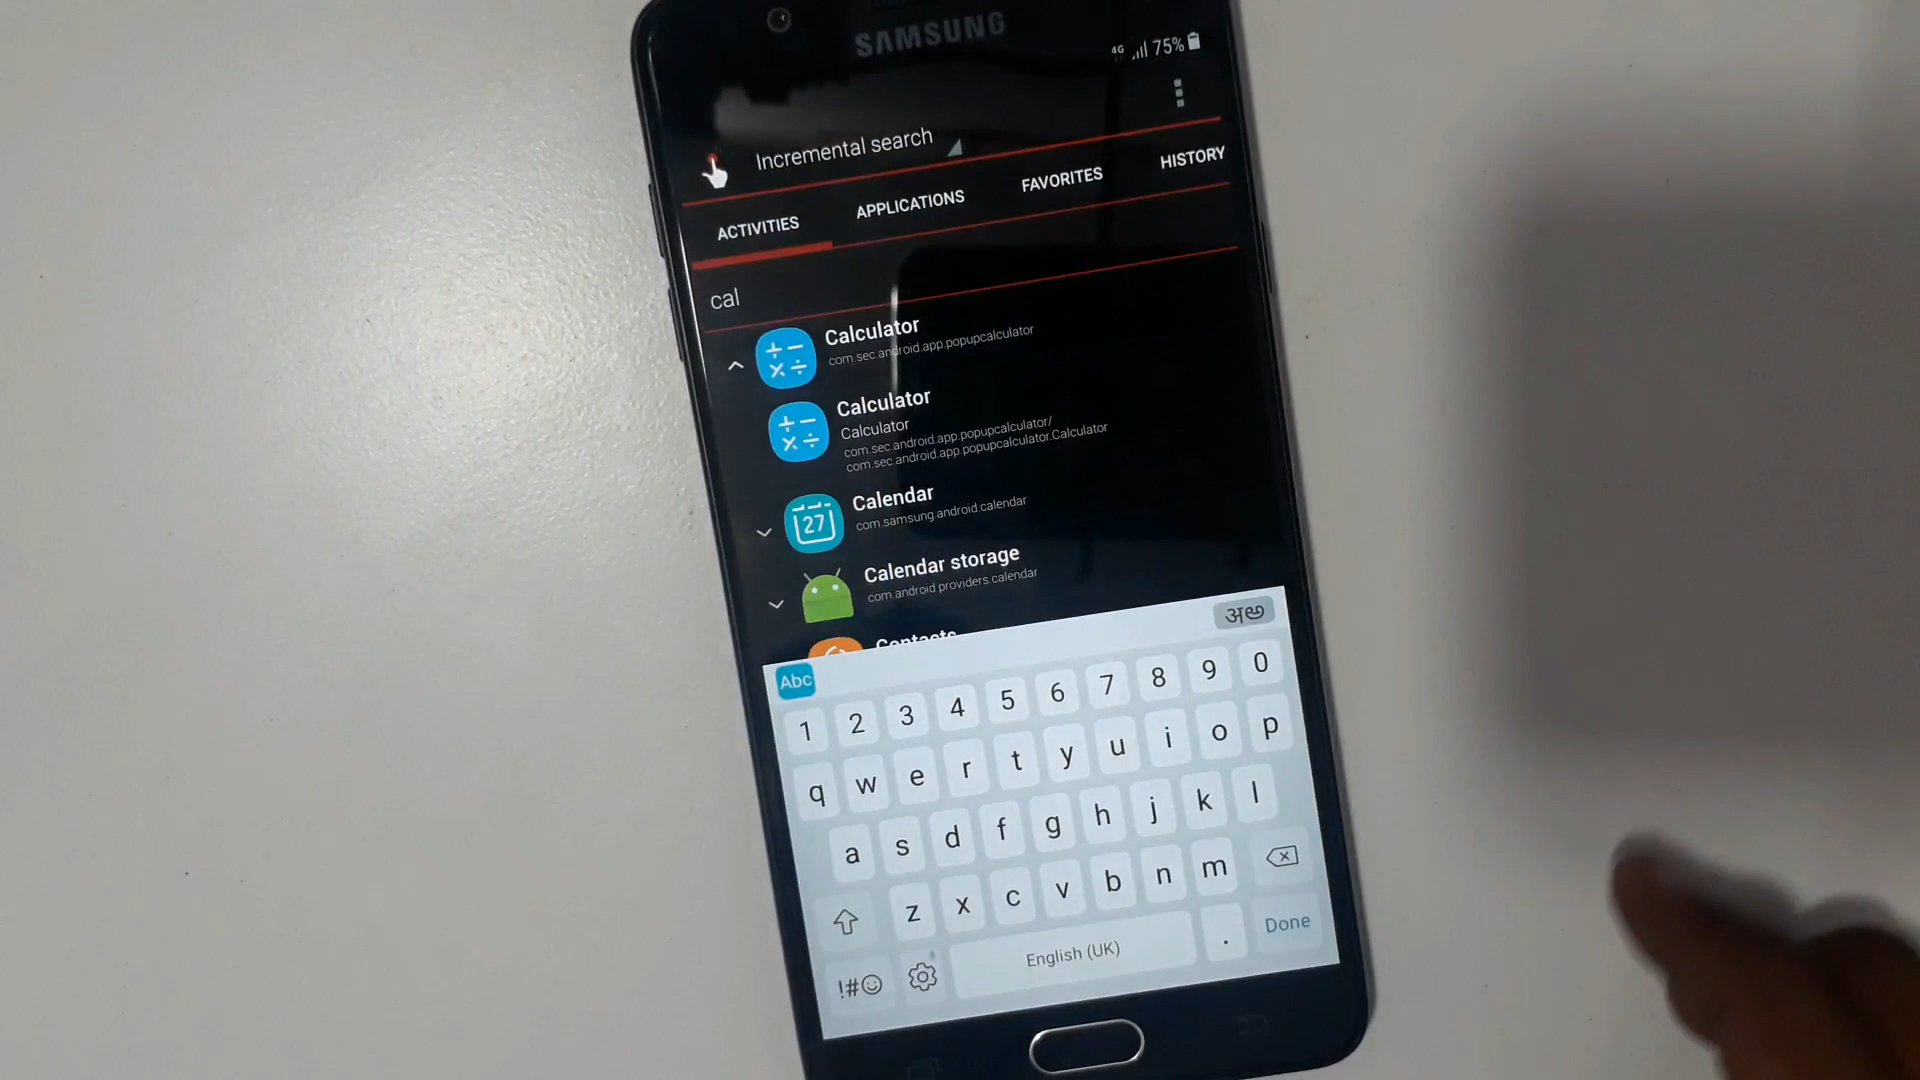 SAMSUNG
4G 75%
Incremental search
ACTIVITIES APPLICATIONS FAVORITES HISTORY
cal
Calculator
com.sec.android.app.popupcalculator
Calculator
Calculator
com.sec.android.app.popupcalculator/
com.sec.android.app.popupcalculator.Calculator
27
Calendar
com.samsung.android.calendar
Calendar storage
com.android.providers.calendar
Contacts
Abc
1 2 3 4 5 6 7 8 9 0
q w e r t y u i o p
a s d f g h j k l
z x c v b n m
!#☺ English (UK) . Done